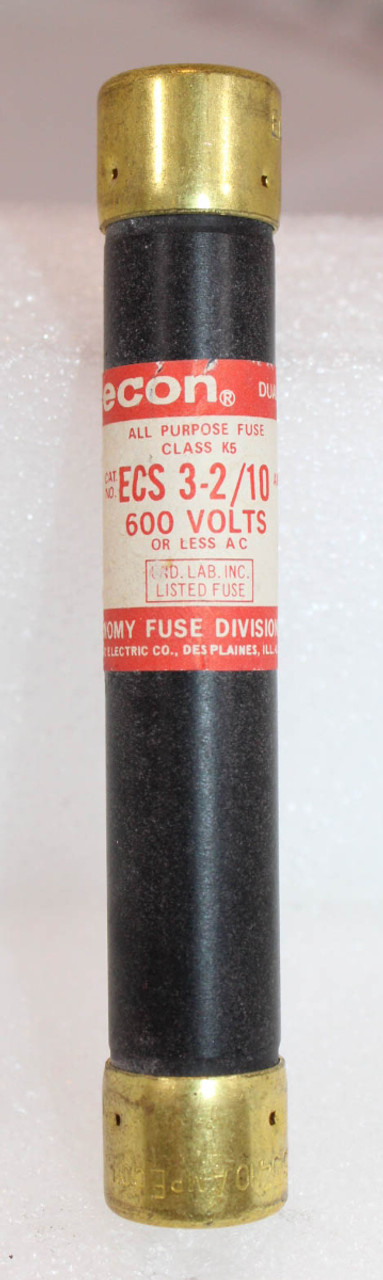 econ®
DUA
ALL PURPOSE FUSE
CLASS K5
CAT. NO. ECS 3-2/10
600 VOLTS
OR LESS AC
UND. LAB. INC.
LISTED FUSE
NOMY FUSE DIVISION
ELECTRIC CO., DES PLAINES, ILL.